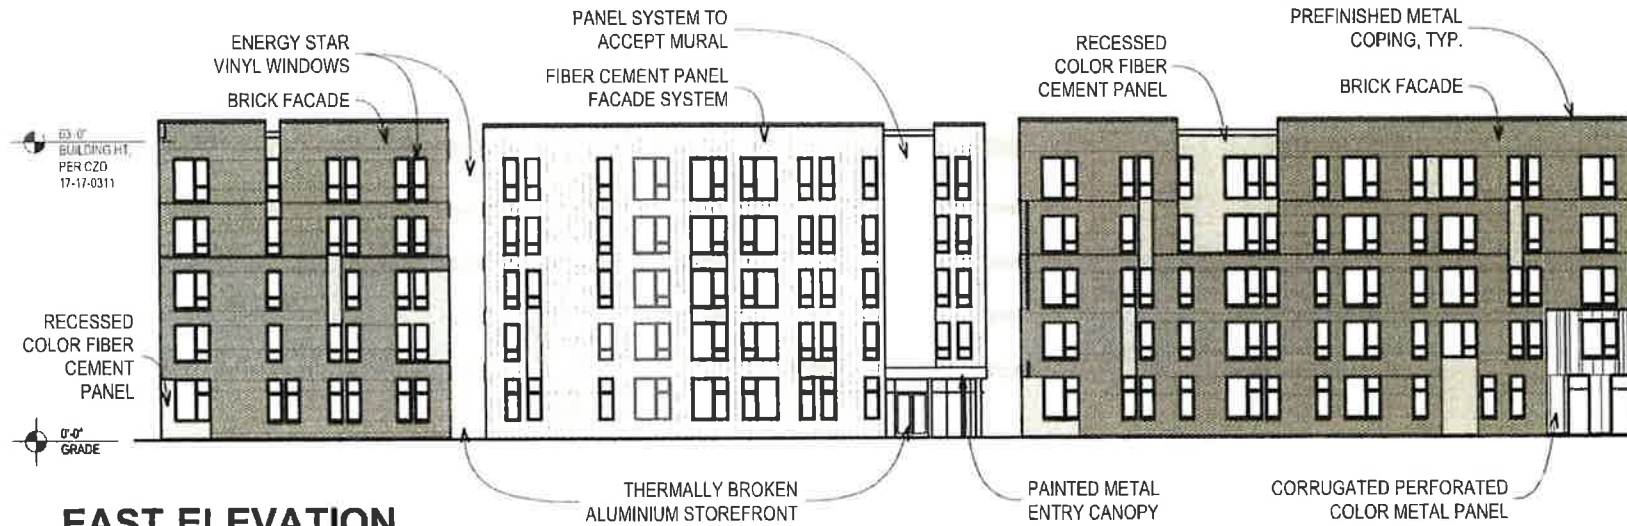 ENERGY STAR
VINYL WINDOWS
BRICK FACADE
PANEL SYSTEM TO
ACCEPT MURAL
FIBER CEMENT PANEL
FACADE SYSTEM
RECESSED
COLOR FIBER
CEMENT PANEL
PREFINISHED METAL
COPING, TYP.
BRICK FACADE
BUILDING HT,
PER CZO
17-17-0311
RECESSED
COLOR FIBER
CEMENT
PANEL
0'-0"
GRADE
THERMALLY BROKEN
ALUMINIUM STOREFRONT
PAINTED METAL
ENTRY CANOPY
CORRUGATED PERFORATED
COLOR METAL PANEL
EAST ELEVATION